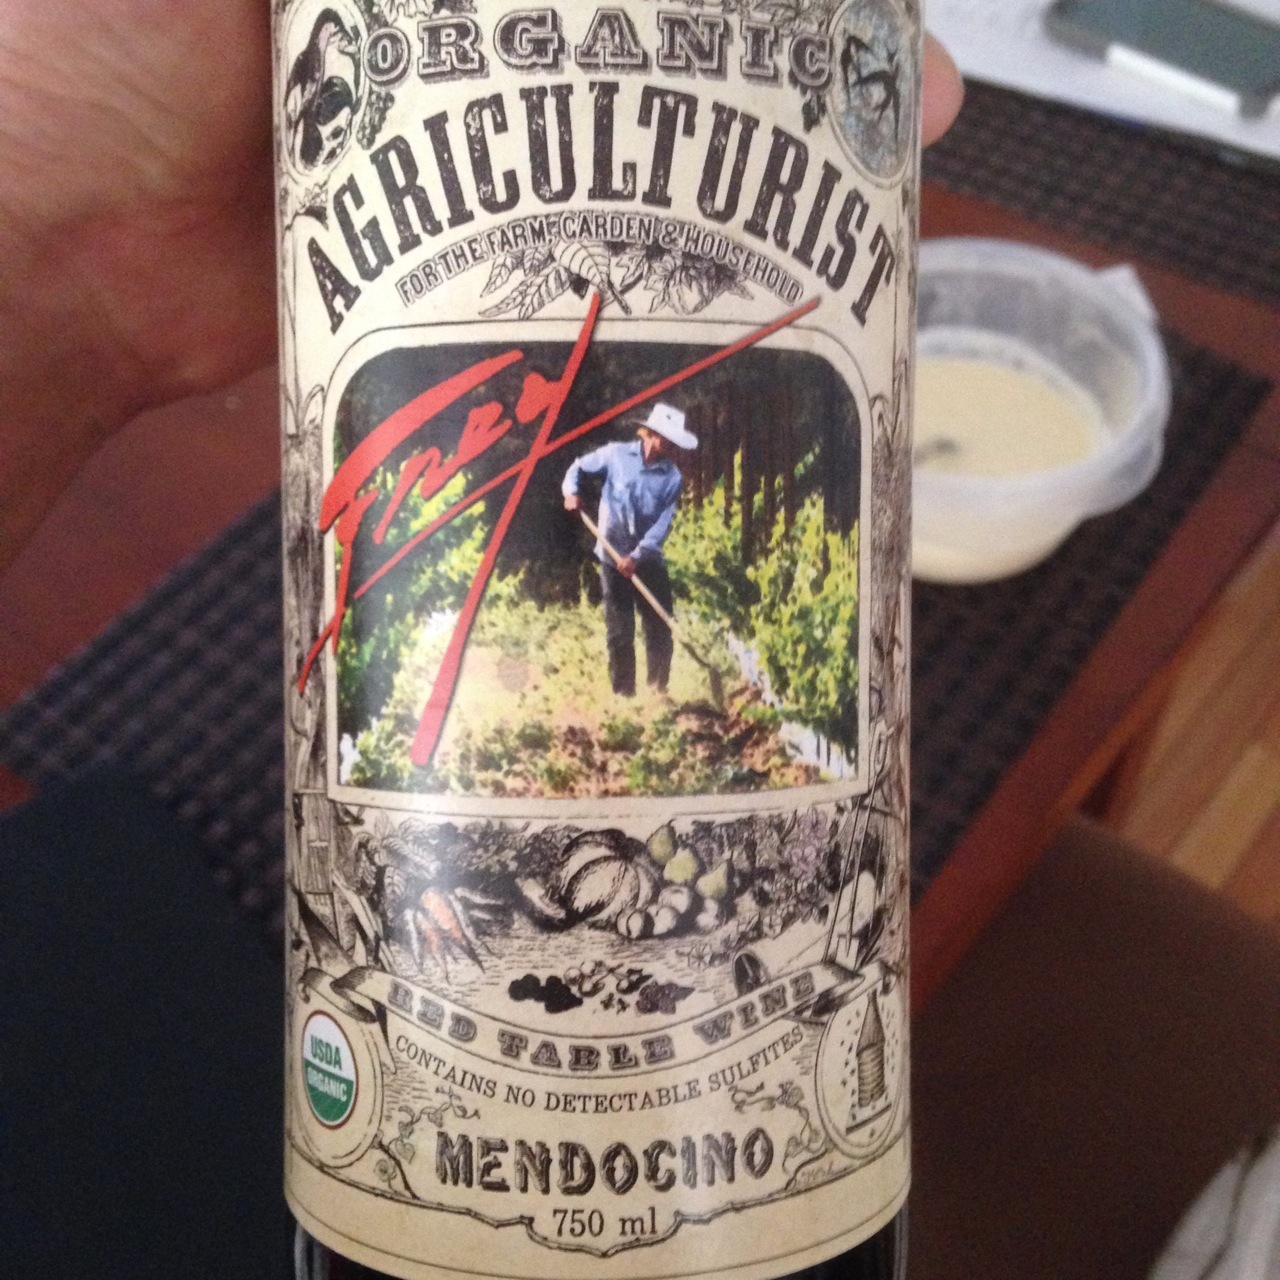 ORGANIC
AGRICULTURIST
FOR THE FARM, GARDEN & HOUSEHOLD
FREY
RED TABLE WINE
CONTAINS NO DETECTABLE SULFITES
USDA
ORGANIC
MENDOCINO
750 ml